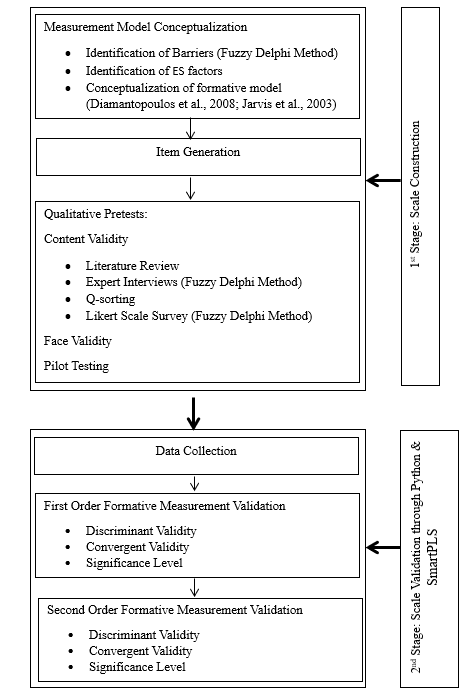 Measurement Model Conceptualization
• Identification of Barriers (Fuzzy Delphi Method)
• Identification of ES factors
• Conceptualization of formative model
(Diamantopoulos et al., 2008; Jarvis et al., 2003)
Item Generation
Qualitative Pretests:
Content Validity
• Literature Review
• Expert Interviews (Fuzzy Delphi Method)
• Q-sorting
• Likert Scale Survey (Fuzzy Delphi Method)
Face Validity
Pilot Testing
1st Stage: Scale Construction
Data Collection
First Order Formative Measurement Validation
• Discriminant Validity
• Convergent Validity
• Significance Level
Second Order Formative Measurement Validation
• Discriminant Validity
• Convergent Validity
• Significance Level
2nd Stage: Scale Validation through Python &
SmartPLS